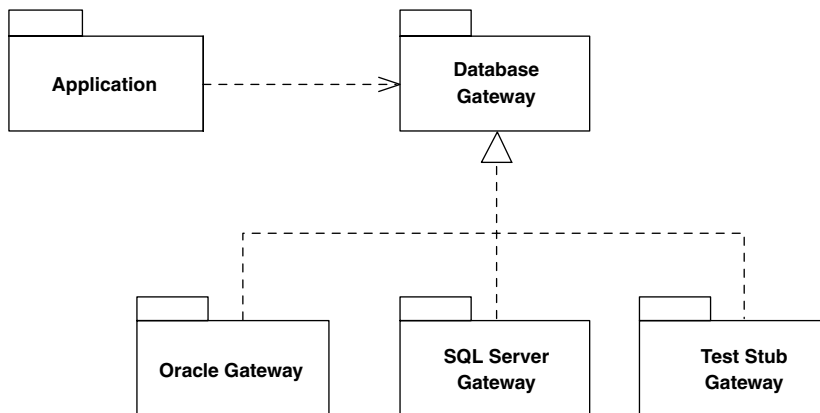 Application
Database
Gateway
Oracle Gateway
SQL Server
Gateway
Test Stub
Gateway